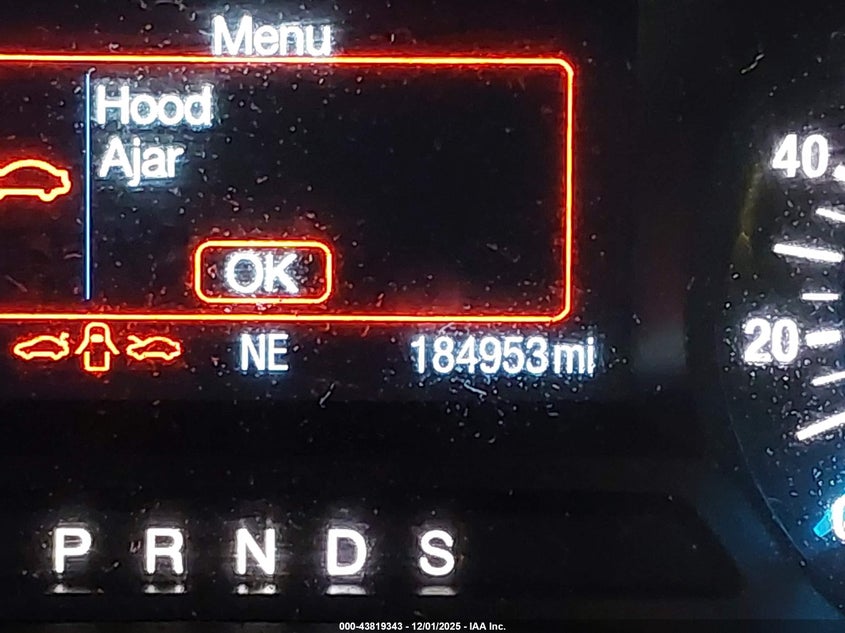 Menu
Hood
Ajar
OK
NE
184953mi
40
20
P R N D S
000-43819343 - 12/01/2025 - IAA Inc.